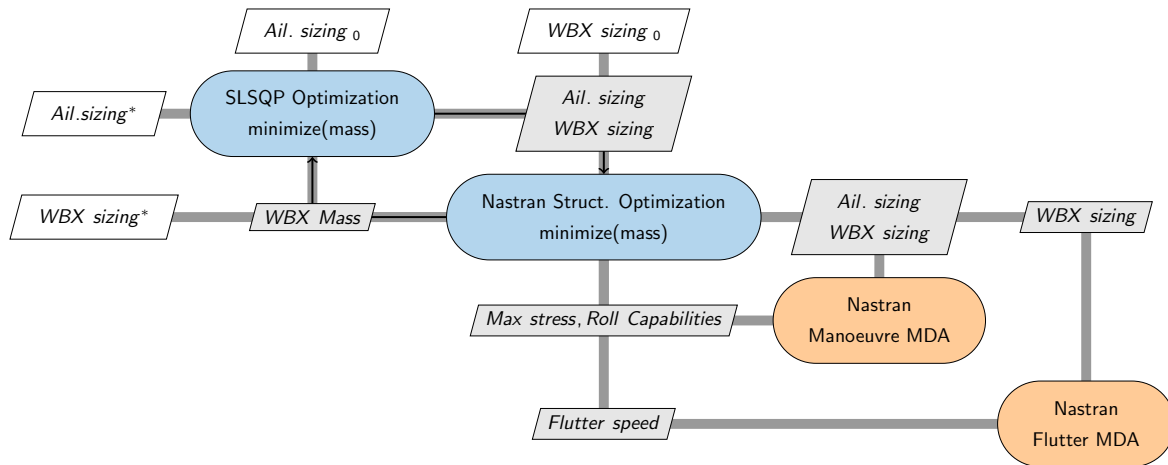 Ail. sizing 0
WBX sizing 0
Ail.sizing*
SLSQP Optimization
minimize(mass)
Ail. sizing
WBX sizing
WBX sizing*
WBX Mass
Nastran Struct. Optimization
minimize(mass)
Ail. sizing
WBX sizing
WBX sizing
Max stress, Roll Capabilities
Nastran
Manoeuvre MDA
Flutter speed
Nastran
Flutter MDA